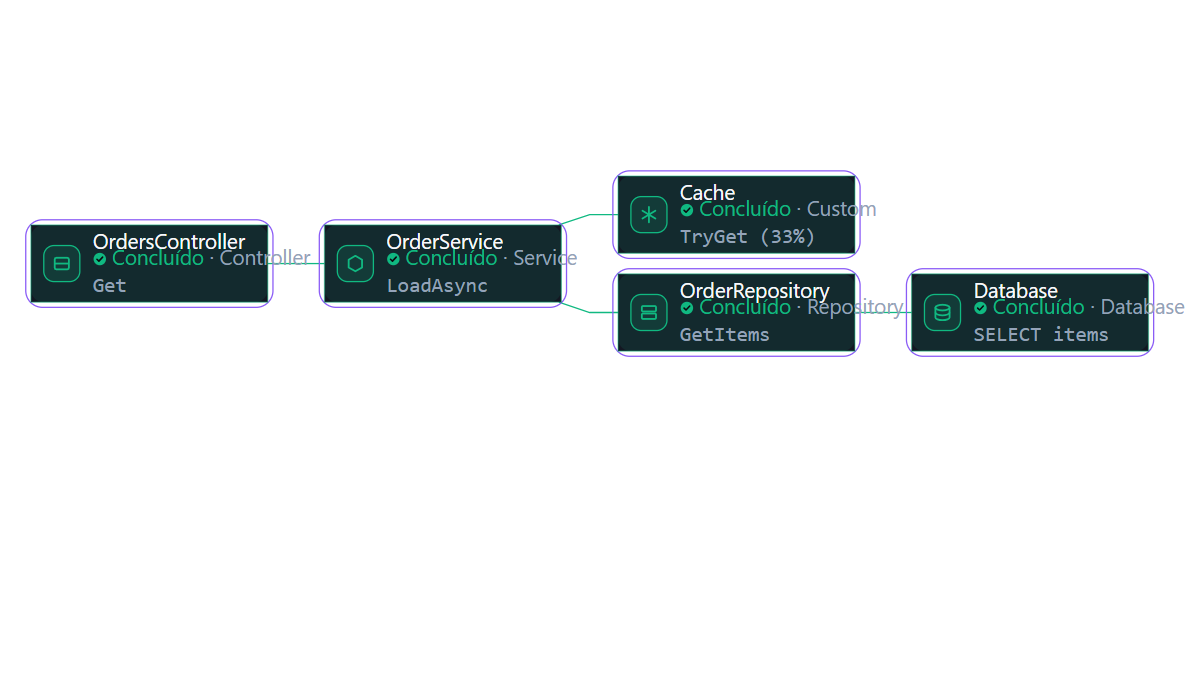 OrdersController
Concluído · Controller
Get
OrderService
Concluído · Service
LoadAsync
Cache
Concluído · Custom
TryGet (33%)
OrderRepository
Concluído · Repository
GetItems
Database
Concluído · Database
SELECT items